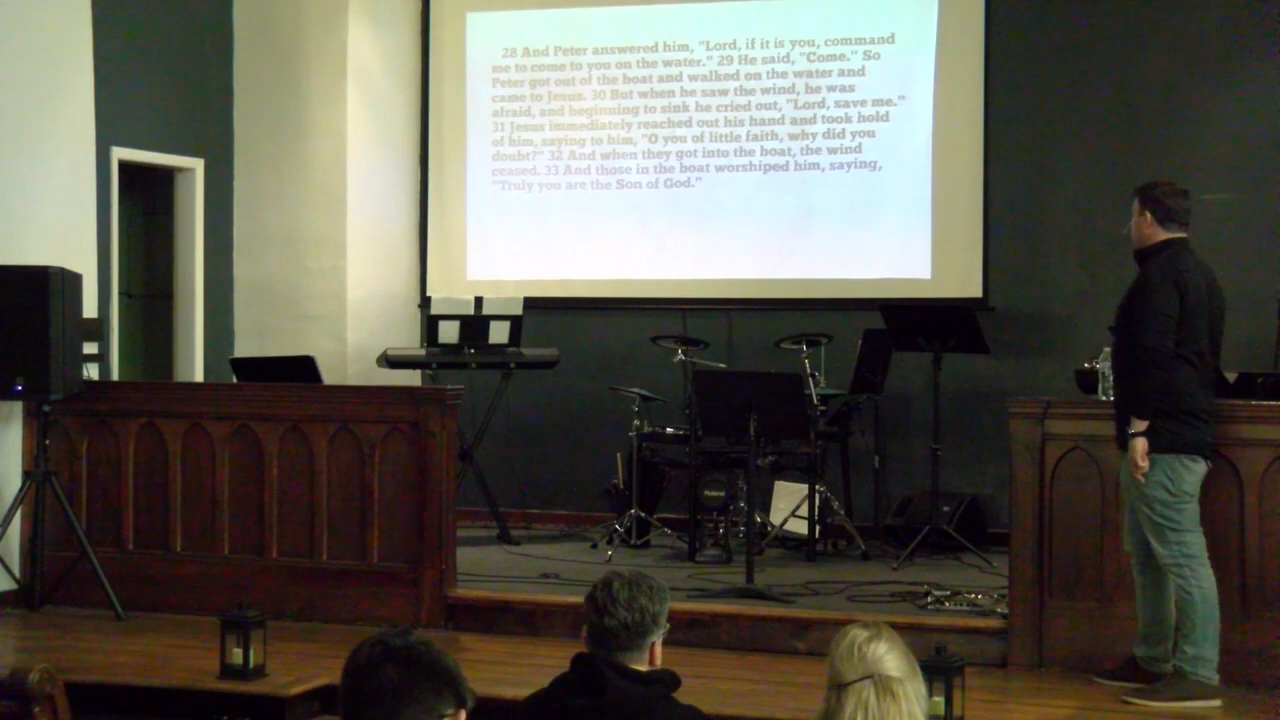 28 And Peter answered him, "Lord, if it is you, command
me to come to you on the water." 29 He said, "Come." So
Peter got out of the boat and walked on the water and
came to Jesus. 30 But when he saw the wind, he was
afraid, and beginning to sink he cried out, "Lord, save me."
31 Jesus immediately reached out his hand and took hold
of him, saying to him, "O you of little faith, why did you
doubt?" 32 And when they got into the boat, the wind
ceased. 33 And those in the boat worshiped him, saying,
"Truly you are the Son of God."
Roland